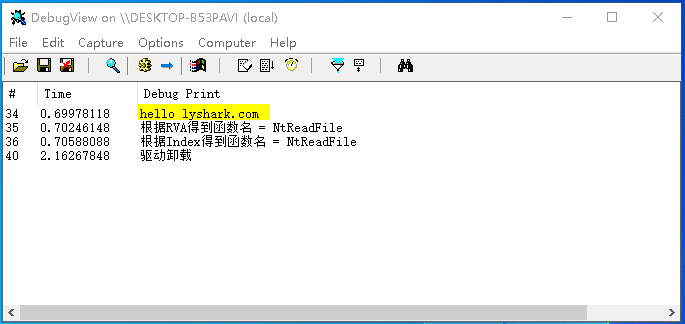 DebugView on \\DESKTOP-B53PAVI (local)
File Edit Capture Options Computer Help
# Time Debug Print
34 0.69978118 hello lyshark.com
35 0.70246148 根据RVA得到函数名 = NtReadFile
36 0.70588088 根据Index得到函数名 = NtReadFile
40 2.16267848 驱动卸载